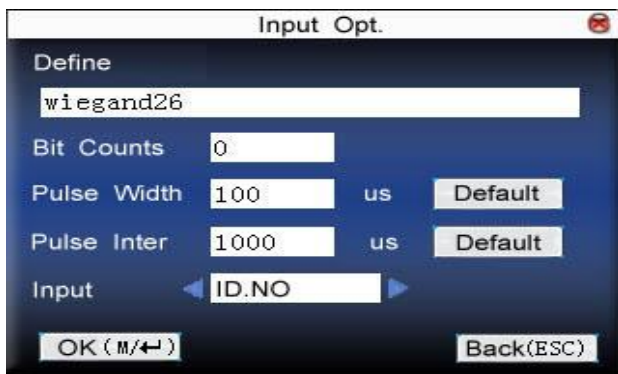 Input Opt.
Define
wiegand26
Bit Counts 0
Pulse Width 100 us Default
Pulse Inter 1000 us Default
Input ID.NO
OK(M/↵) Back(ESC)